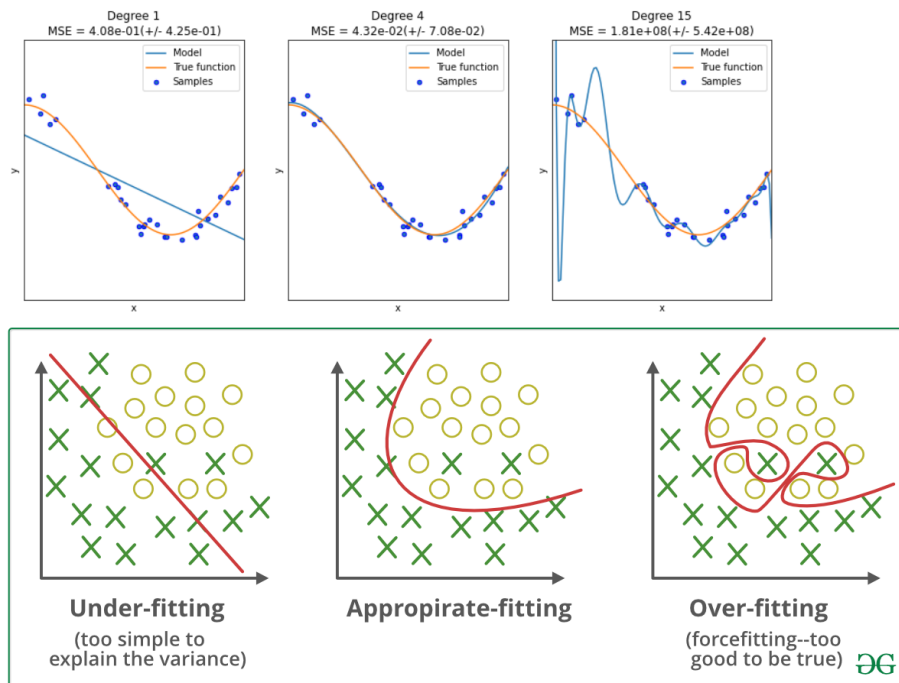 Degree 1
MSE = 4.08e-01(+/- 4.25e-01)
Model
True function
Samples
y
x
Degree 4
MSE = 4.32e-02(+/- 7.08e-02)
Model
True function
Samples
y
x
Degree 15
MSE = 1.81e+08(+/- 5.42e+08)
Model
True function
Samples
y
x
Under-fitting
(too simple to
explain the variance)
Appropirate-fitting
Over-fitting
(forcefitting--too
good to be true)
GG